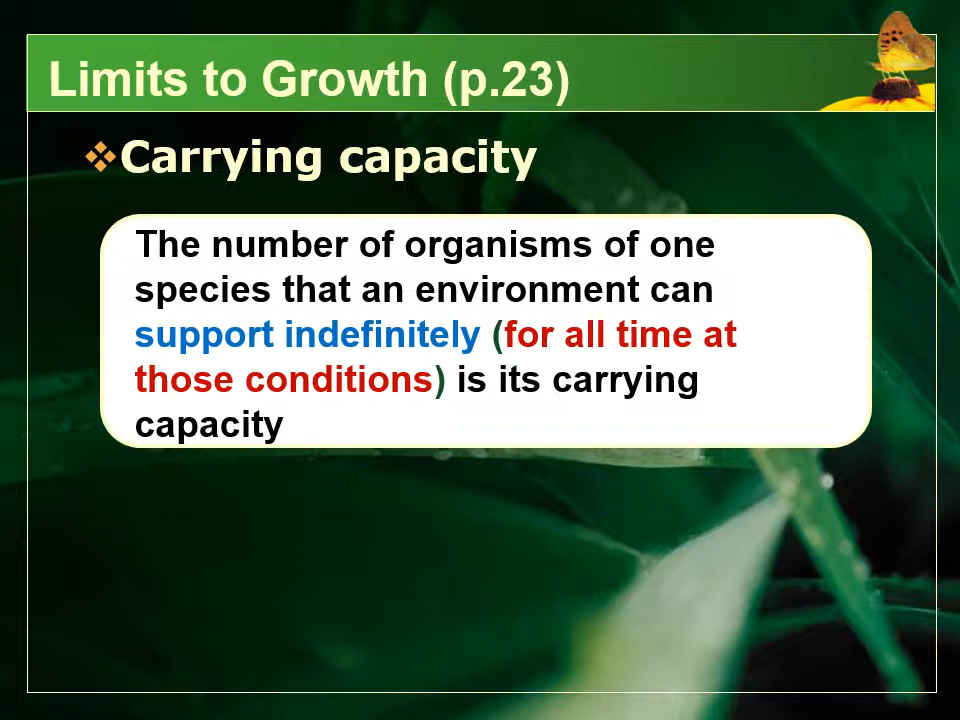 Limits to Growth (p.23)
Carrying capacity
The number of organisms of one
species that an environment can
support indefinitely (for all time at
those conditions) is its carrying
capacity